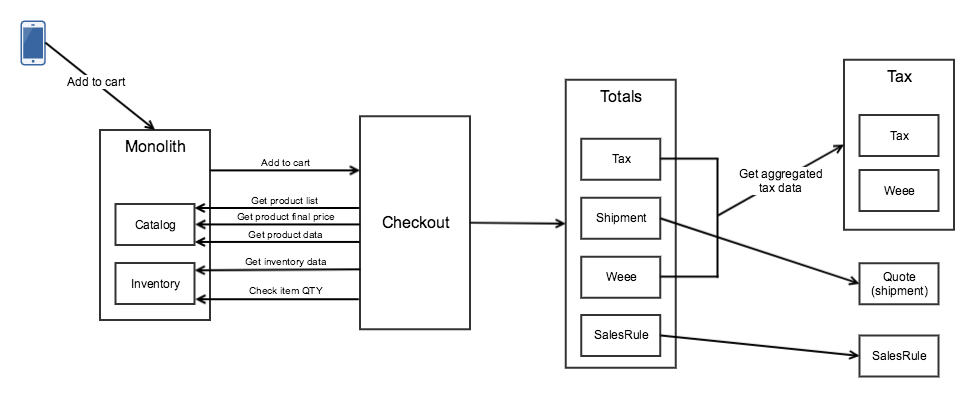 Add to cart
Monolith
Catalog
Inventory
Add to cart
Get product list
Get product final price
Get product data
Get inventory data
Check item QTY
Checkout
Totals
Tax
Shipment
Weee
SalesRule
Get aggregated
tax data
Tax
Tax
Weee
Quote
(shipment)
SalesRule